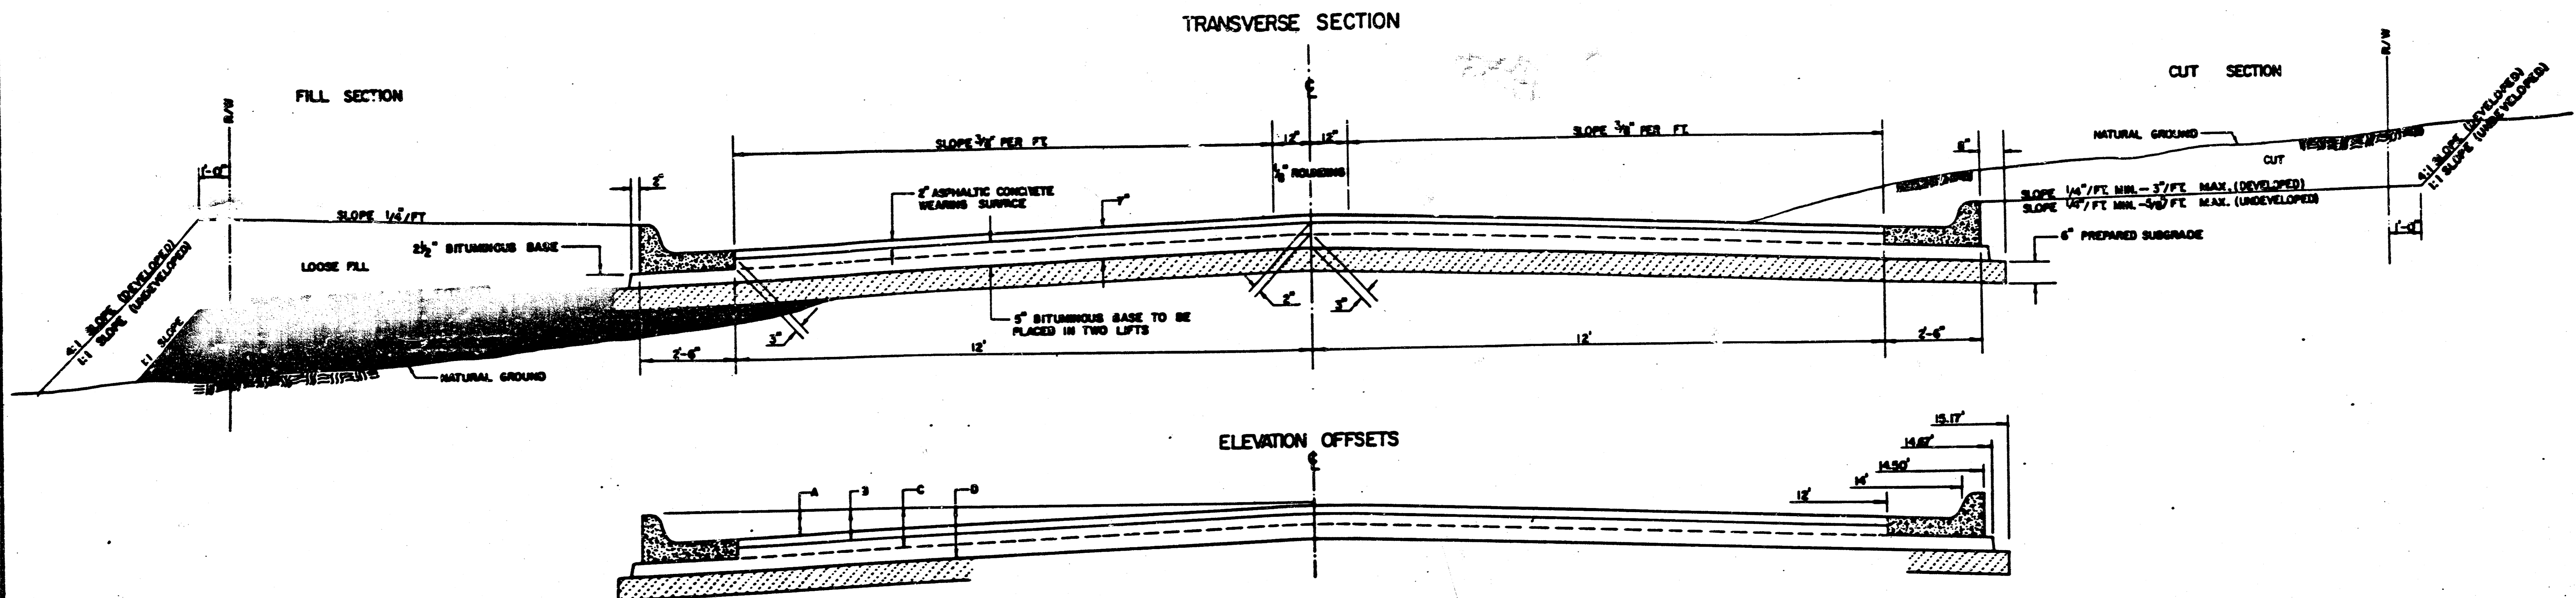 TRANSVERSE SECTION
FILL SECTION
CUT SECTION
R/W
R/W
℄
1'-0"
2"
SLOPE 3/8" PER FT.
12"
12"
SLOPE 3/8" PER FT.
6"
NATURAL GROUND
CUT
4:1 SLOPE (DEVELOPED)
1:1 SLOPE (UNDEVELOPED)
1/8" ROUNDING
2" ASPHALTIC CONCRETE
WEARING SURFACE
7"
SLOPE 1/4"/FT
SLOPE 1/4"/FT. MIN. - 3"/FT. MAX. (DEVELOPED)
SLOPE 1/4"/FT. MIN. - 5/8"/FT. MAX. (UNDEVELOPED)
1'-0"
2 1/2" BITUMINOUS BASE
LOOSE FILL
6" PREPARED SUBGRADE
4:1 SLOPE (DEVELOPED)
1:1 SLOPE (UNDEVELOPED)
1:1 SLOPE
2"
3"
3"
5" BITUMINOUS BASE TO BE
PLACED IN TWO LIFTS
2'-6"
12'
12'
2'-6"
NATURAL GROUND
ELEVATION OFFSETS
℄
15.17'
14.67'
14.50'
14'
12'
A
B
C
D